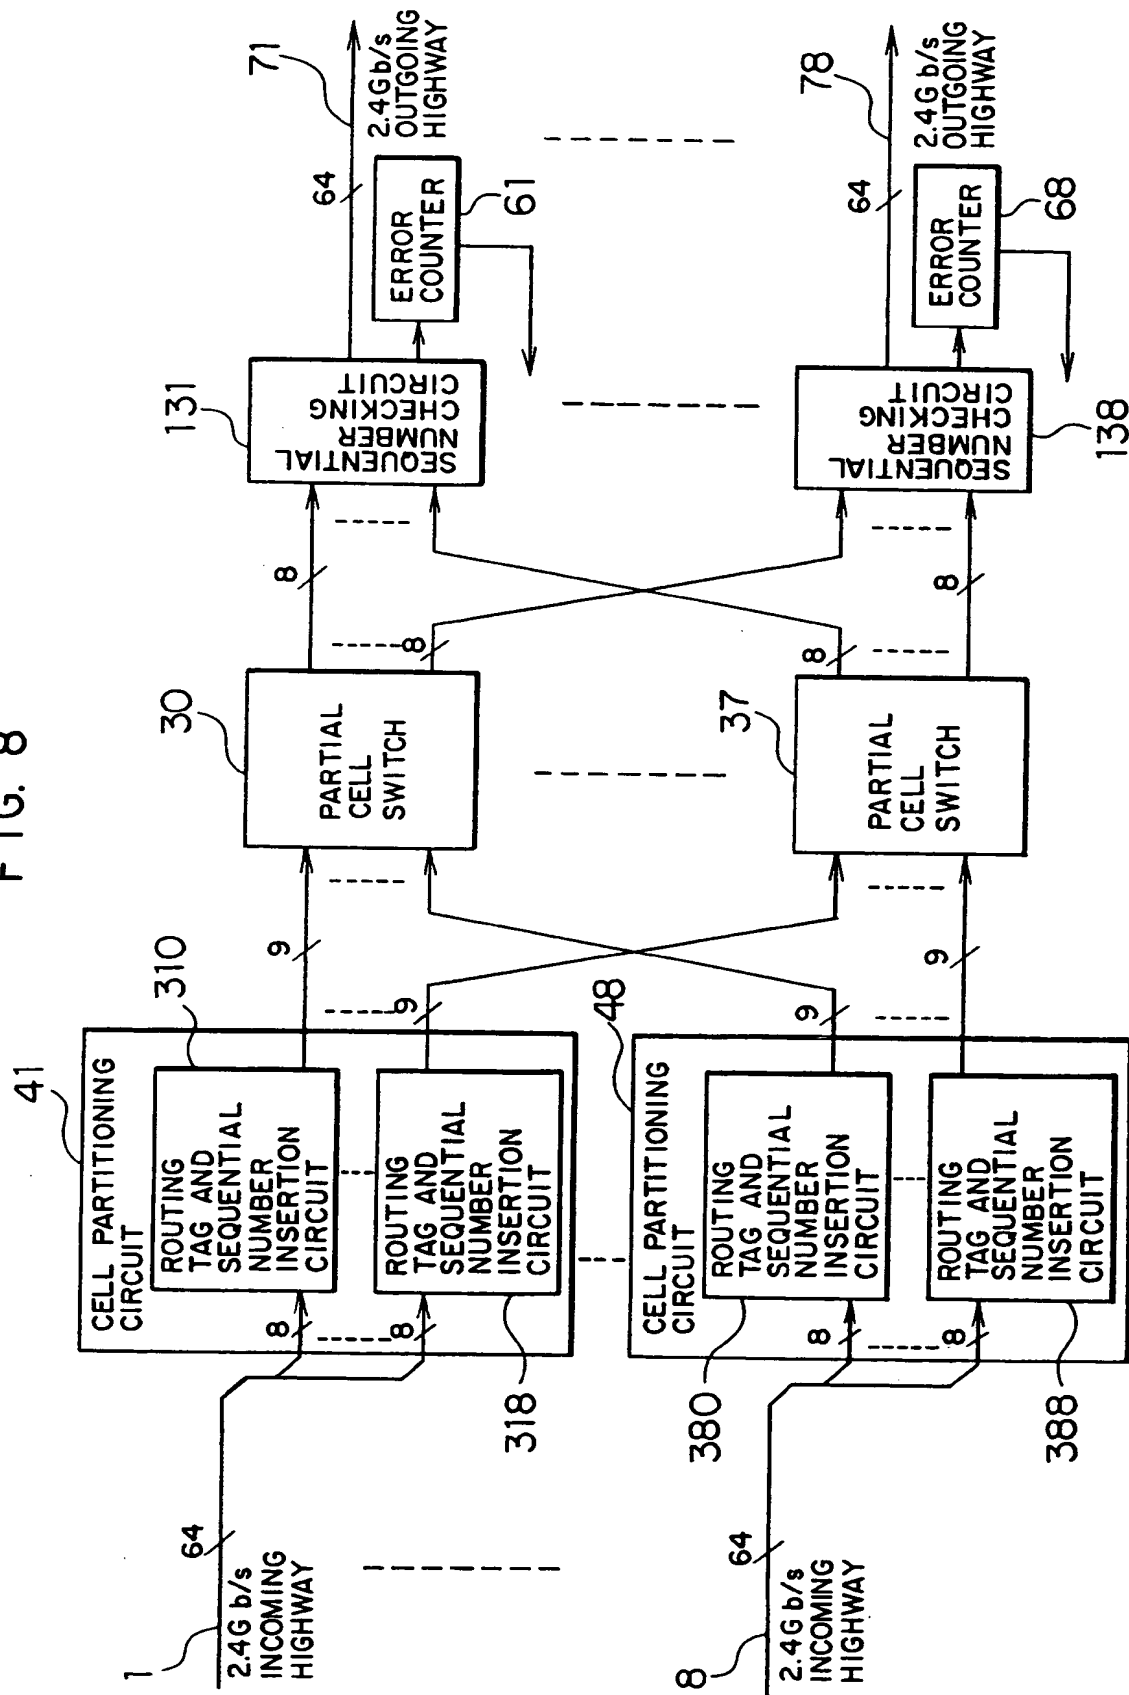 FIG. 8
1
2.4G b/s
INCOMING
HIGHWAY
64
41
CELL PARTITIONING
CIRCUIT
310
ROUTING
TAG AND
SEQUENTIAL
NUMBER
INSERTION
CIRCUIT
8
8
ROUTING
TAG AND
SEQUENTIAL
NUMBER
INSERTION
CIRCUIT
318
9
9
30
PARTIAL
CELL
SWITCH
8
8
131
SEQUENTIAL
NUMBER
CHECKING
CIRCUIT
64
71
2.4G b/s
OUTGOING
HIGHWAY
ERROR
COUNTER
61
8
2.4G b/s
INCOMING
HIGHWAY
64
48
CELL PARTITIONING
CIRCUIT
380
ROUTING
TAG AND
SEQUENTIAL
NUMBER
INSERTION
CIRCUIT
8
8
ROUTING
TAG AND
SEQUENTIAL
NUMBER
INSERTION
CIRCUIT
388
9
9
37
PARTIAL
CELL
SWITCH
8
8
138
SEQUENTIAL
NUMBER
CHECKING
CIRCUIT
64
78
2.4G b/s
OUTGOING
HIGHWAY
ERROR
COUNTER
68